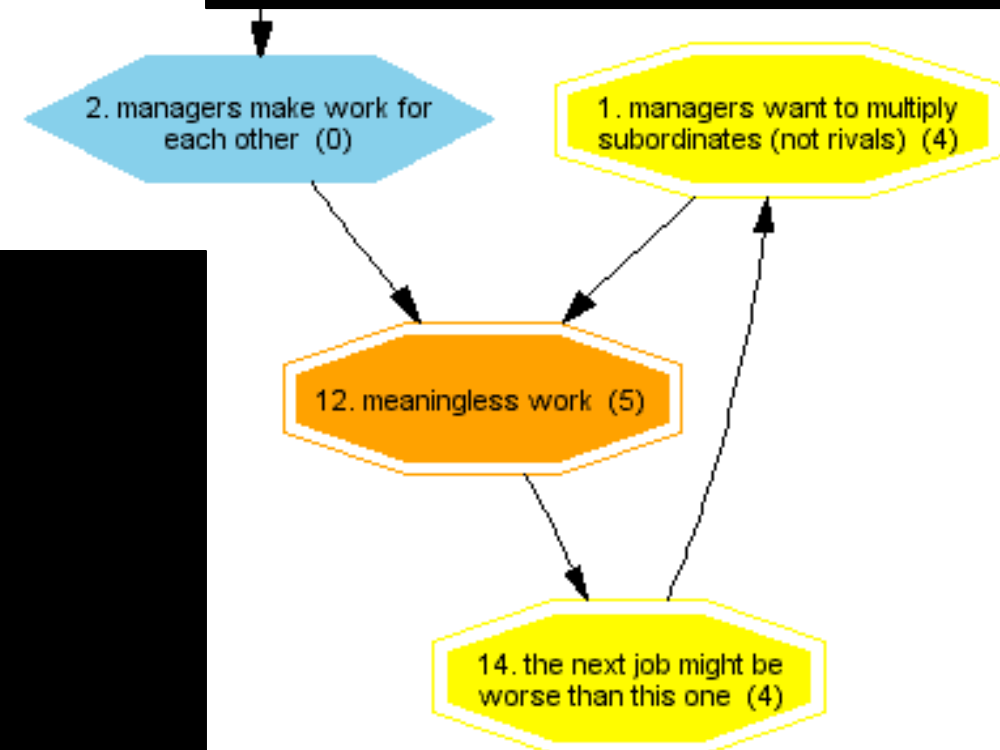 2. managers make work for
each other (0)
1. managers want to multiply
subordinates (not rivals) (4)
12. meaningless work (5)
14. the next job might be
worse than this one (4)